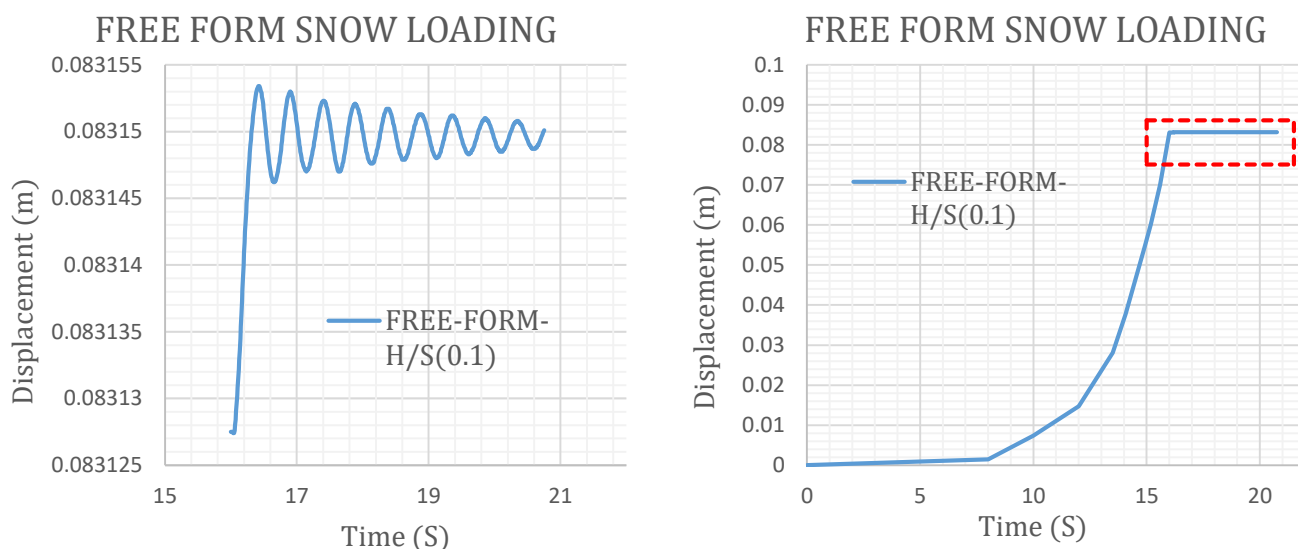 FREE FORM SNOW LOADING
0.083155
0.08315
0.083145
0.08314
0.083135
0.08313
0.083125
Displacement (m)
FREE-FORM-
H/S(0.1)
15 17 19 21
Time (S)
FREE FORM SNOW LOADING
0.1
0.09
0.08
0.07
0.06
0.05
0.04
0.03
0.02
0.01
0
Displacement (m)
FREE-FORM-
H/S(0.1)
0 5 10 15 20
Time (S)